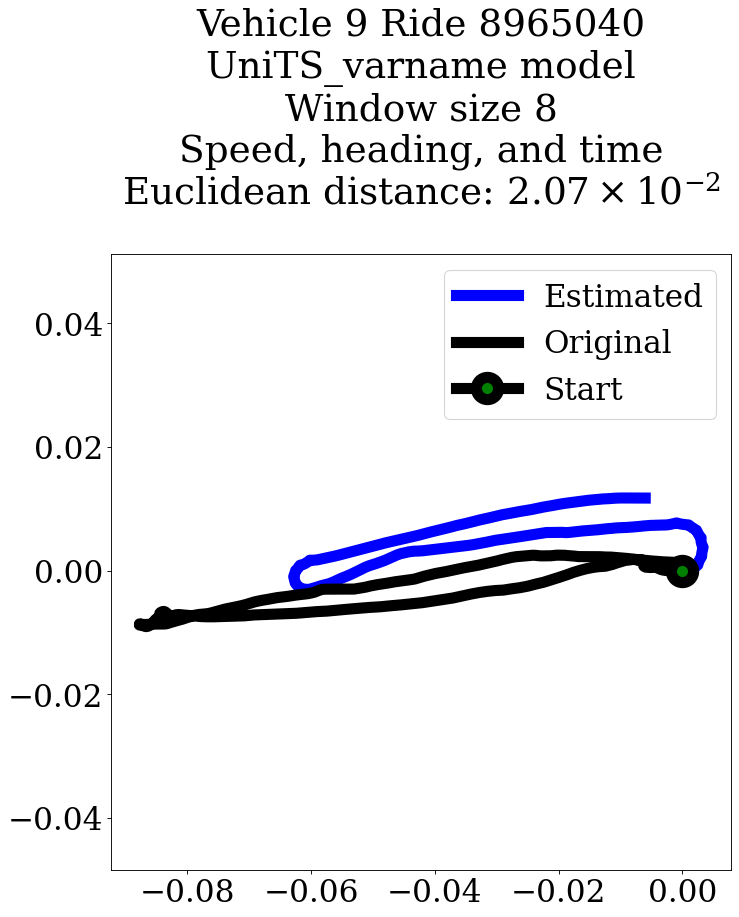 Vehicle 9 Ride 8965040
UniTS_varname model
Window size 8
Speed, heading, and time
Euclidean distance: 2.07 × 10⁻²
Estimated
Original
Start
0.04
0.02
0.00
−0.02
−0.04
−0.08
−0.06
−0.04
−0.02
0.00